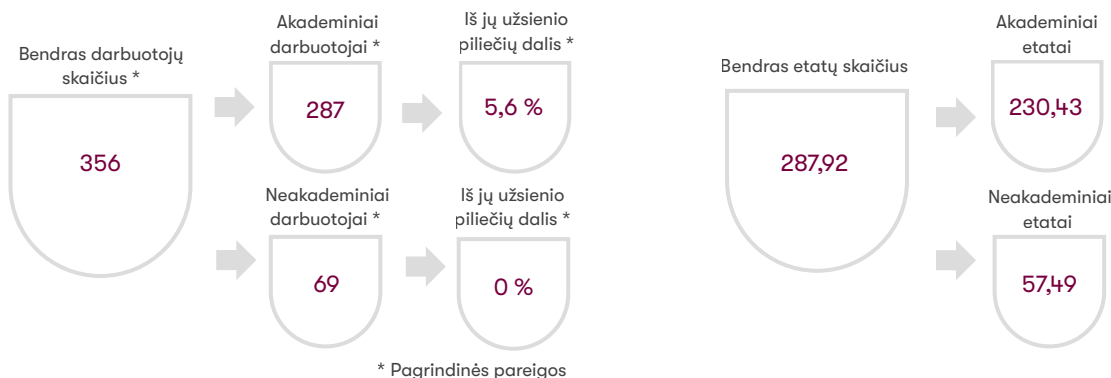 Bendras darbuotojų
skaičius *
356
Akademiniai
darbuotojai *
287
Iš jų užsienio
piliečių dalis *
5,6 %
Neakademiniai
darbuotojai *
69
Iš jų užsienio
piliečių dalis *
0 %
* Pagrindinės pareigos
Bendras etatų skaičius
287,92
Akademiniai
etatai
230,43
Neakademiniai
etatai
57,49